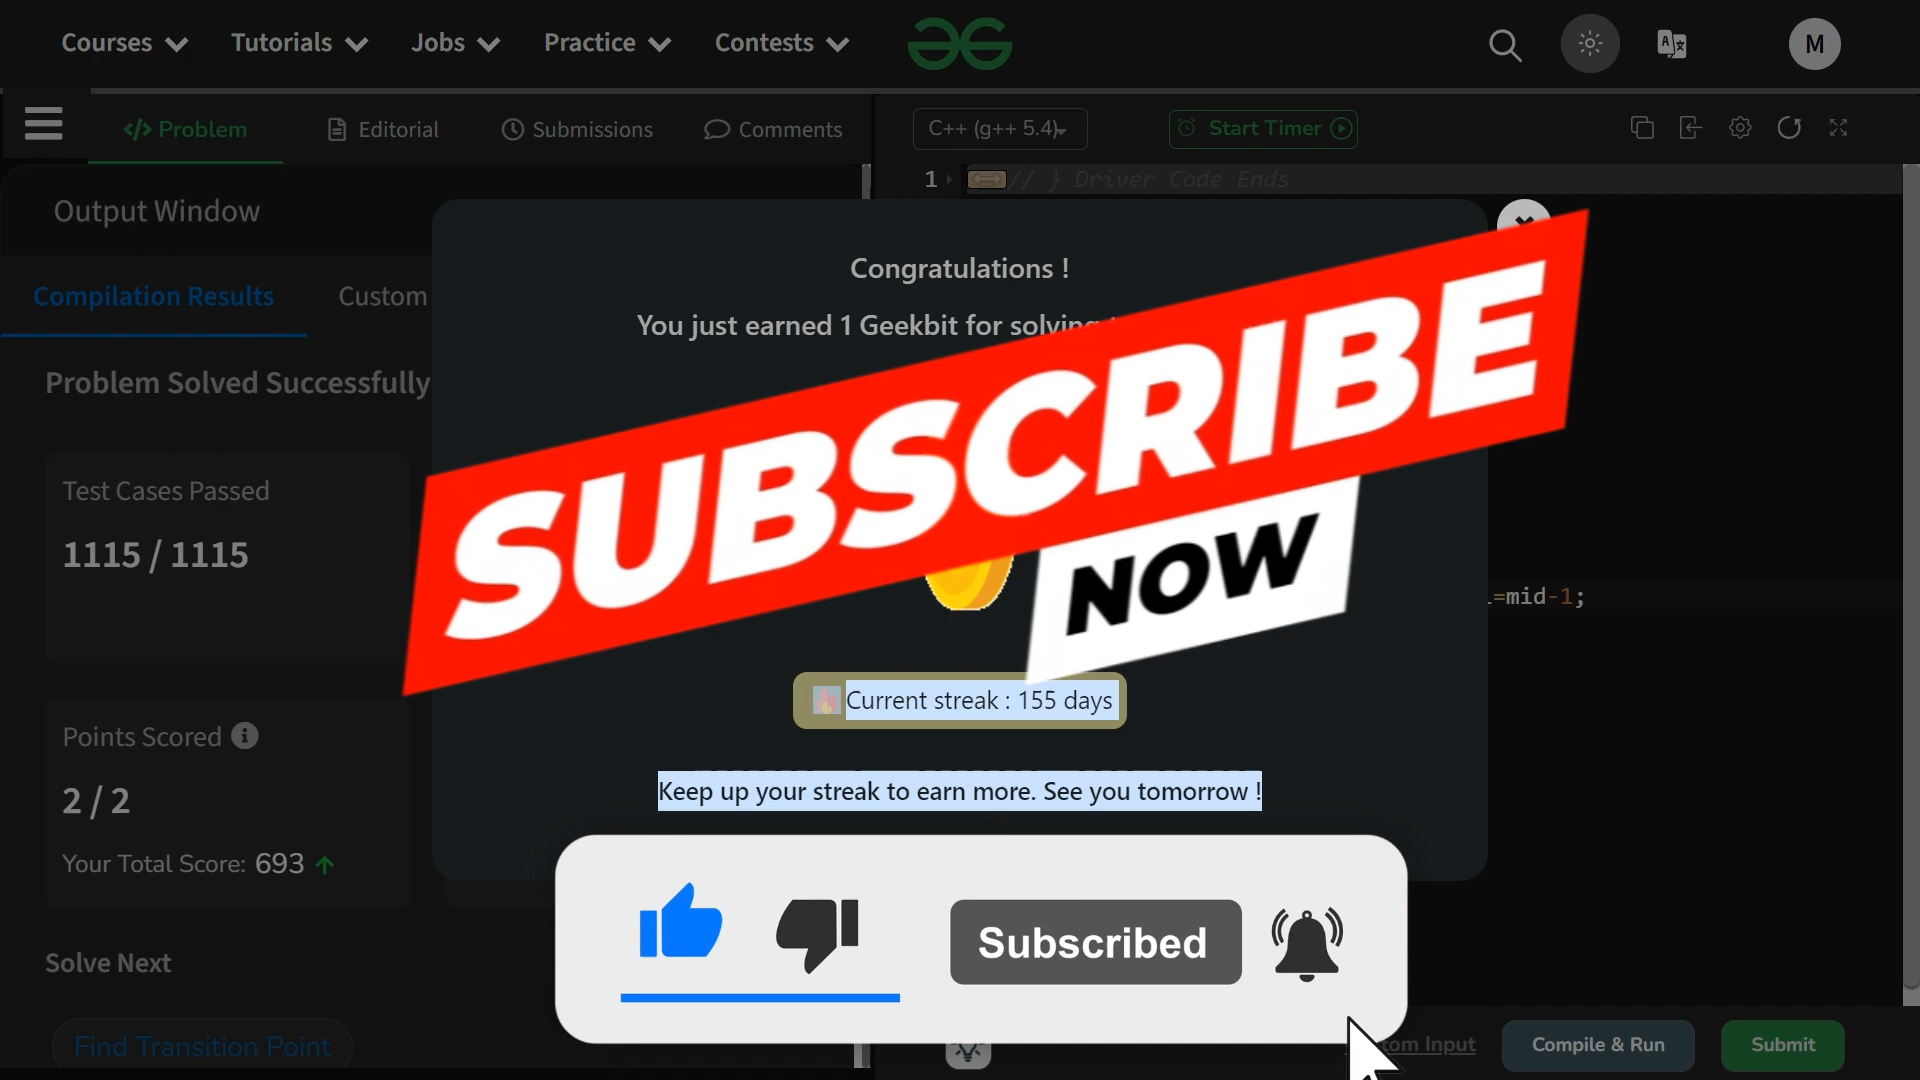 Courses Tutorials Jobs Practice Contests
M
Problem Editorial Submissions Comments
C++ (g++ 5.4) Start Timer
1 // } Driver Code Ends
Output Window
Compilation Results Custom
Problem Solved Successfully
Test Cases Passed
1115 / 1115
Points Scored
2 / 2
Your Total Score: 693
Solve Next
Find Transition Point
Congratulations !
You just earned 1 Geekbit for solving
SUBSCRIBE
NOW
=mid-1;
Current streak : 155 days
Keep up your streak to earn more. See you tomorrow !
Subscribed
Input
Compile & Run
Submit